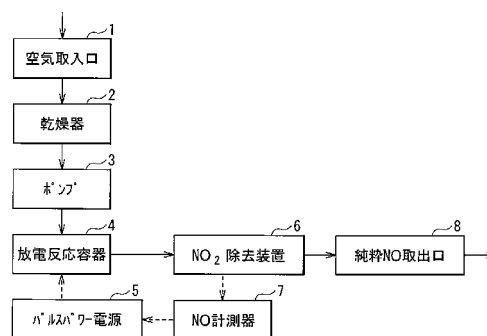 1
空気取入口
2
乾燥器
3
ポンプ
4
放電反応容器
6
NO₂ 除去装置
8
純粋NO取出口
5
パルスパワー電源
7
NO計測器